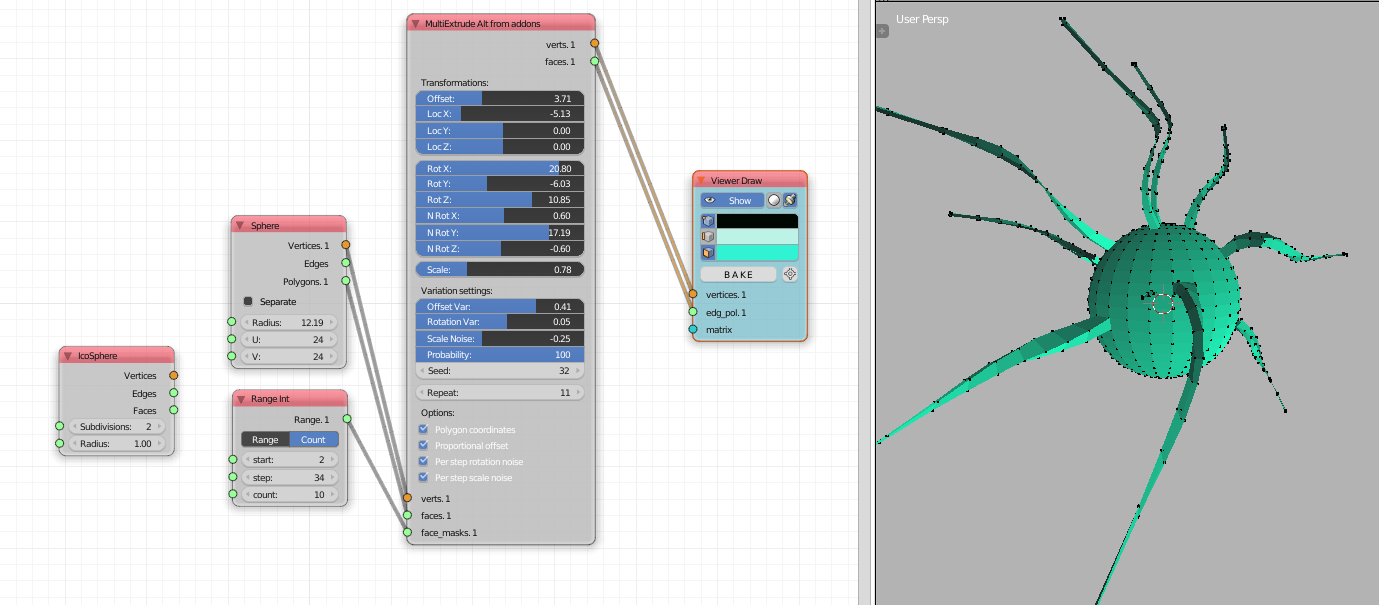 MultiExtrude Alt from addons
verts. 1
faces. 1
Transformations:
Offset: 3.71
Loc X: -5.13
Loc Y: 0.00
Loc Z: 0.00
Rot X: 20.80
Rot Y: -6.03
Rot Z: 10.85
N Rot X: 0.60
N Rot Y: 17.19
N Rot Z: -0.60
Scale: 0.78
Variation settings:
Offset Var: 0.41
Rotation Var: 0.05
Scale Noise: -0.25
Probability: 100
Seed: 32
Repeat: 11
Options:
Polygon coordinates
Proportional offset
Per step rotation noise
Per step scale noise
verts. 1
faces. 1
face_masks. 1
Sphere
Vertices. 1
Edges
Polygons. 1
Separate
Radius: 12.19
U: 24
V: 24
IcoSphere
Vertices
Edges
Faces
Subdivisions: 2
Radius: 1.00
Range Int
Range. 1
Range Count
start: 2
step: 34
count: 10
Viewer Draw
Show
BAKE
vertices. 1
edg_pol. 1
matrix
User Persp